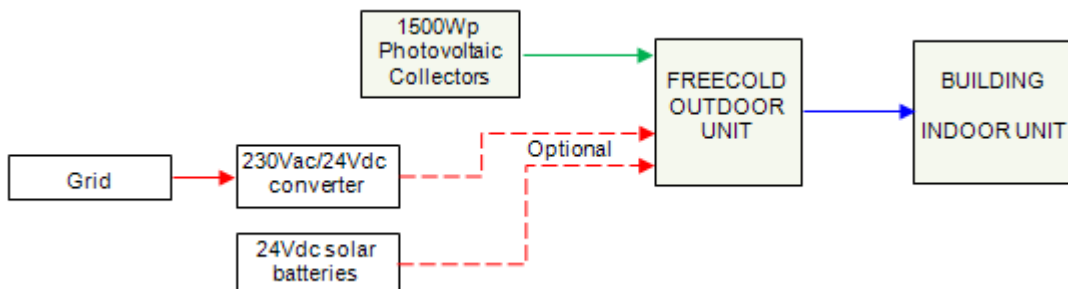 1500Wp
Photovoltaic
Collectors
FREECOLD
OUTDOOR
UNIT
BUILDING
INDOOR UNIT
Optional
230Vac/24Vdc
converter
Grid
24Vdc solar
batteries